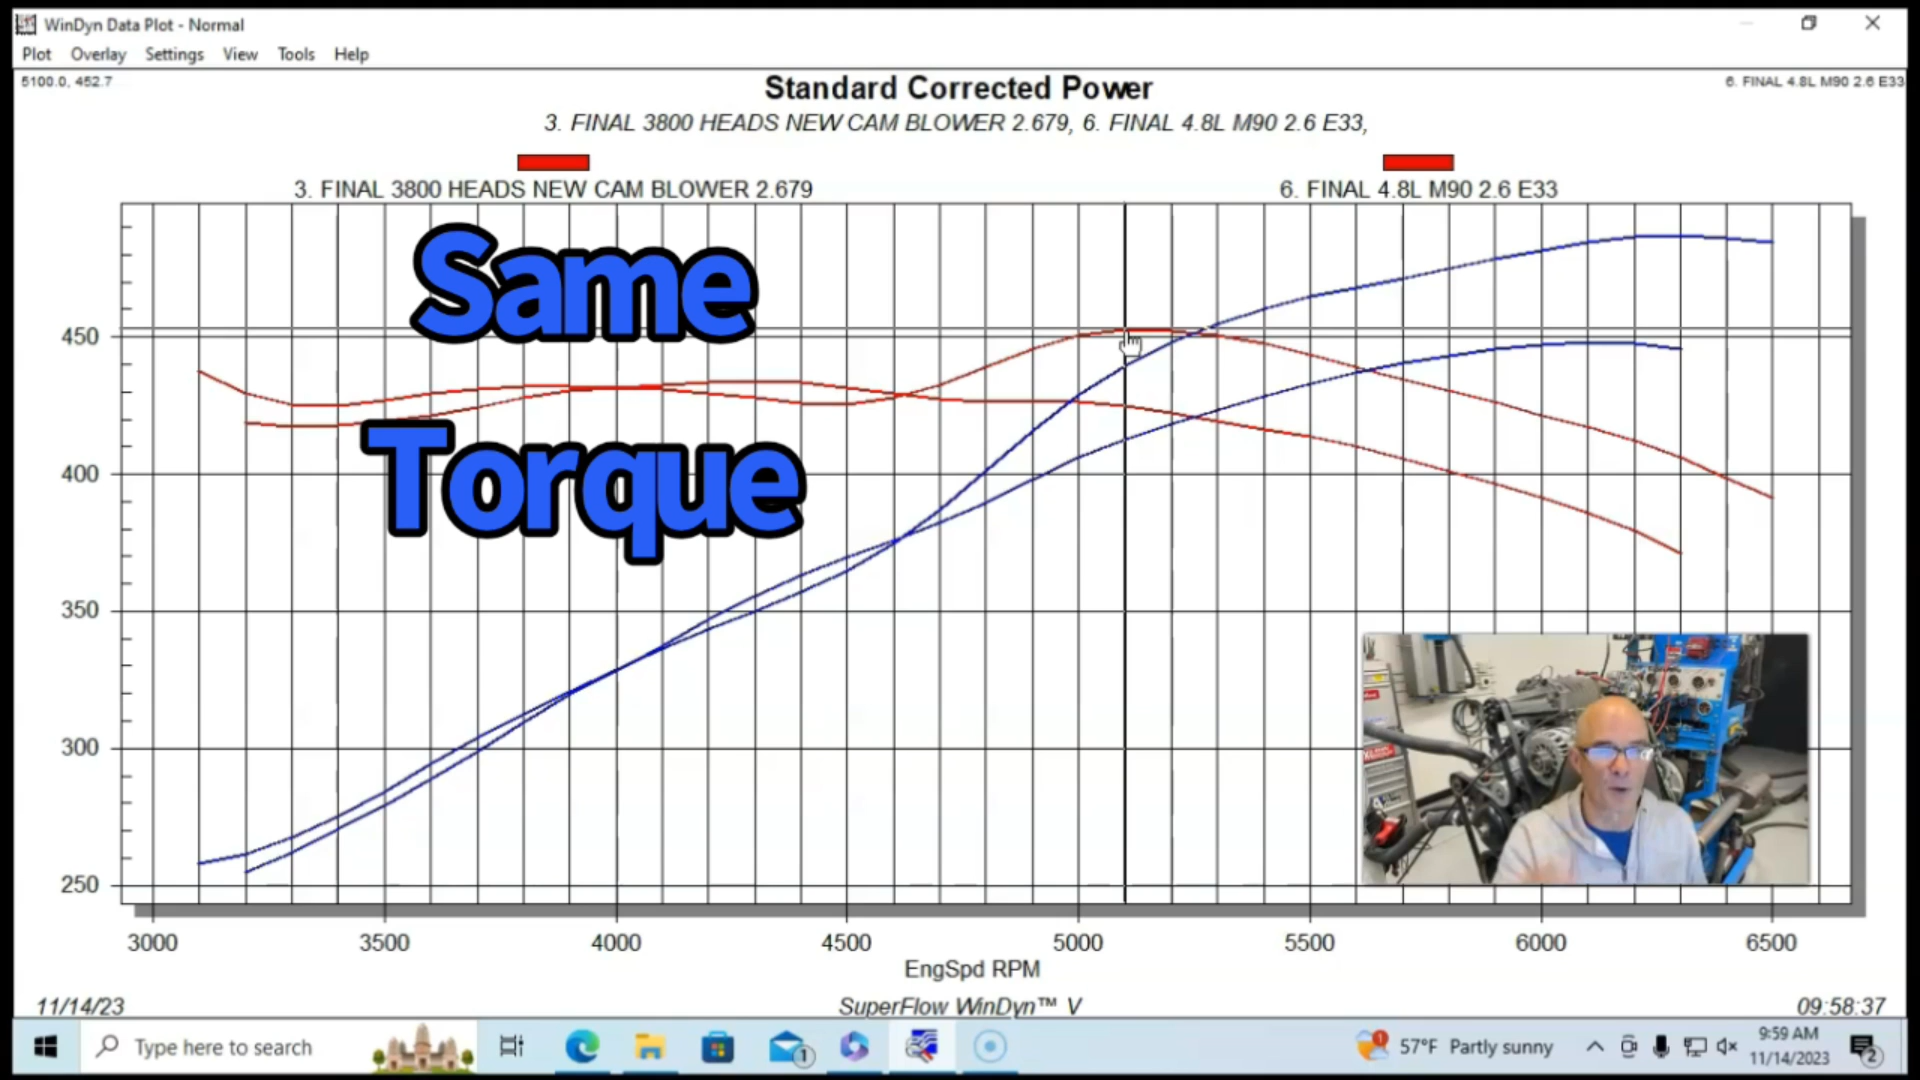 WinDyn Data Plot - Normal
Plot Overlay Settings View Tools Help
5100.0, 452.7
6. FINAL 4.8L M90 2.6 E33
Standard Corrected Power
3. FINAL 3800 HEADS NEW CAM BLOWER 2.679, 6. FINAL 4.8L M90 2.6 E33,
3. FINAL 3800 HEADS NEW CAM BLOWER 2.679
6. FINAL 4.8L M90 2.6 E33
Same
Torque
450
400
350
300
250
3000 3500 4000 4500 5000 5500 6000 6500
EngSpd RPM
11/14/23
SuperFlow WinDyn™ V
09:58:37
Type here to search
1
1
57°F Partly sunny
9:59 AM
11/14/2023
2